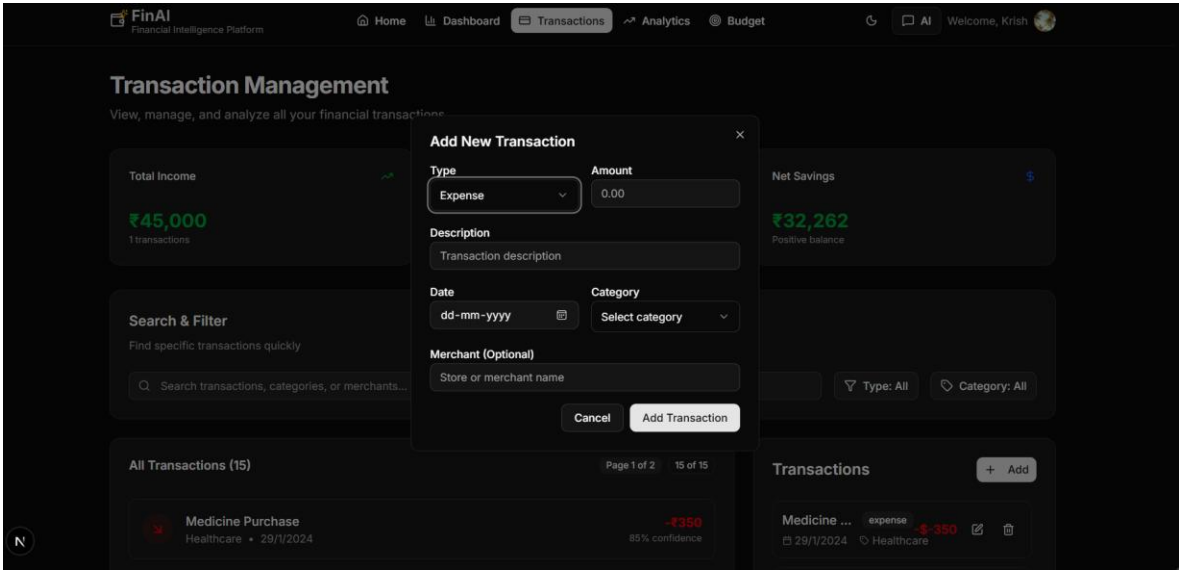 FinAI
Financial Intelligence Platform
Home Dashboard Transactions Analytics Budget
AI Welcome, Krish
Transaction Management
View, manage, and analyze all your financial transactions
Total Income
₹45,000
1 transactions
Net Savings
$
₹32,262
Positive balance
Add New Transaction
Type Amount
Expense 0.00
Description
Transaction description
Date Category
dd-mm-yyyy Select category
Merchant (Optional)
Store or merchant name
Cancel Add Transaction
Search & Filter
Find specific transactions quickly
Search transactions, categories, or merchants...
Type: All Category: All
All Transactions (15) Page 1 of 2 15 of 15
Medicine Purchase -₹350
Healthcare • 29/1/2024 85% confidence
Transactions + Add
Medicine ... expense -$-350
29/1/2024 Healthcare
N